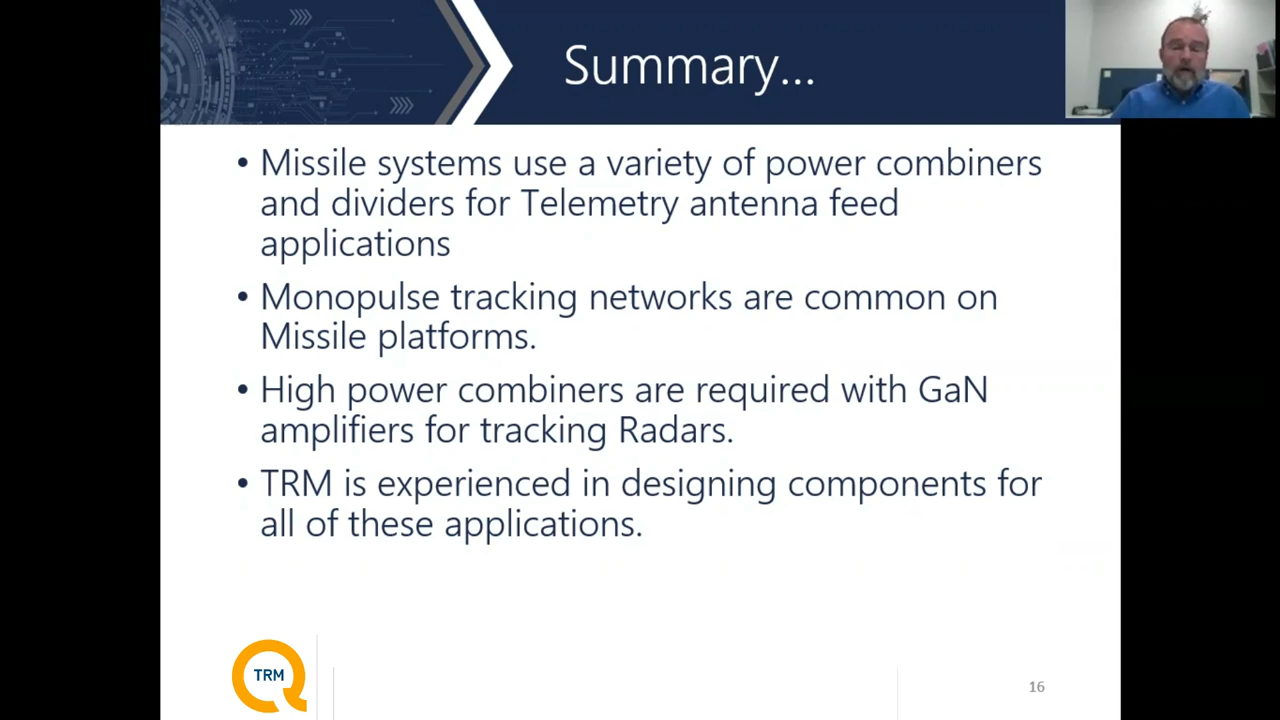 Summary...
• Missile systems use a variety of power combiners
and dividers for Telemetry antenna feed
applications
• Monopulse tracking networks are common on
Missile platforms.
• High power combiners are required with GaN
amplifiers for tracking Radars.
• TRM is experienced in designing components for
all of these applications.
TRM
16